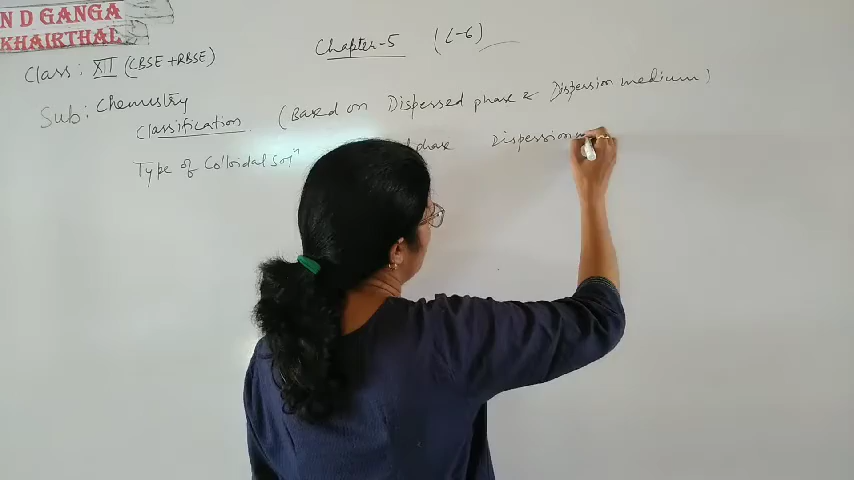 N D GANGA
KHAIRTHAL
Chapter-5 (L-6)
Class: XII (CBSE+RBSE)
Sub: Chemistry
Classification (Based on Dispersed phase & Dispersion medium)
Type of Colloidal Solⁿ phase Dispersion